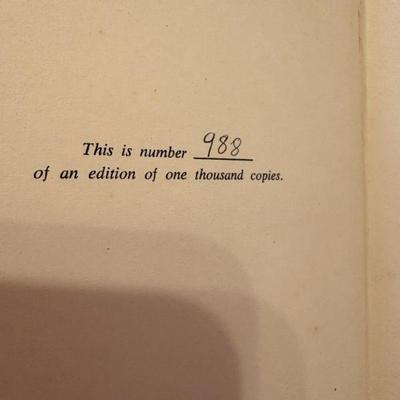 This is number 988
of an edition of one thousand copies.